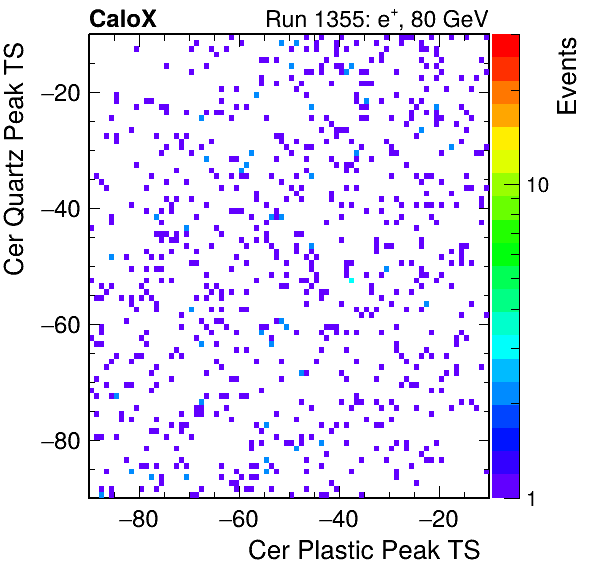 CaloX Run 1355: e+, 80 GeV
Cer Quartz Peak TS
−20
−40
−60
−80
−80 −60 −40 −20
Cer Plastic Peak TS
Events
10
1